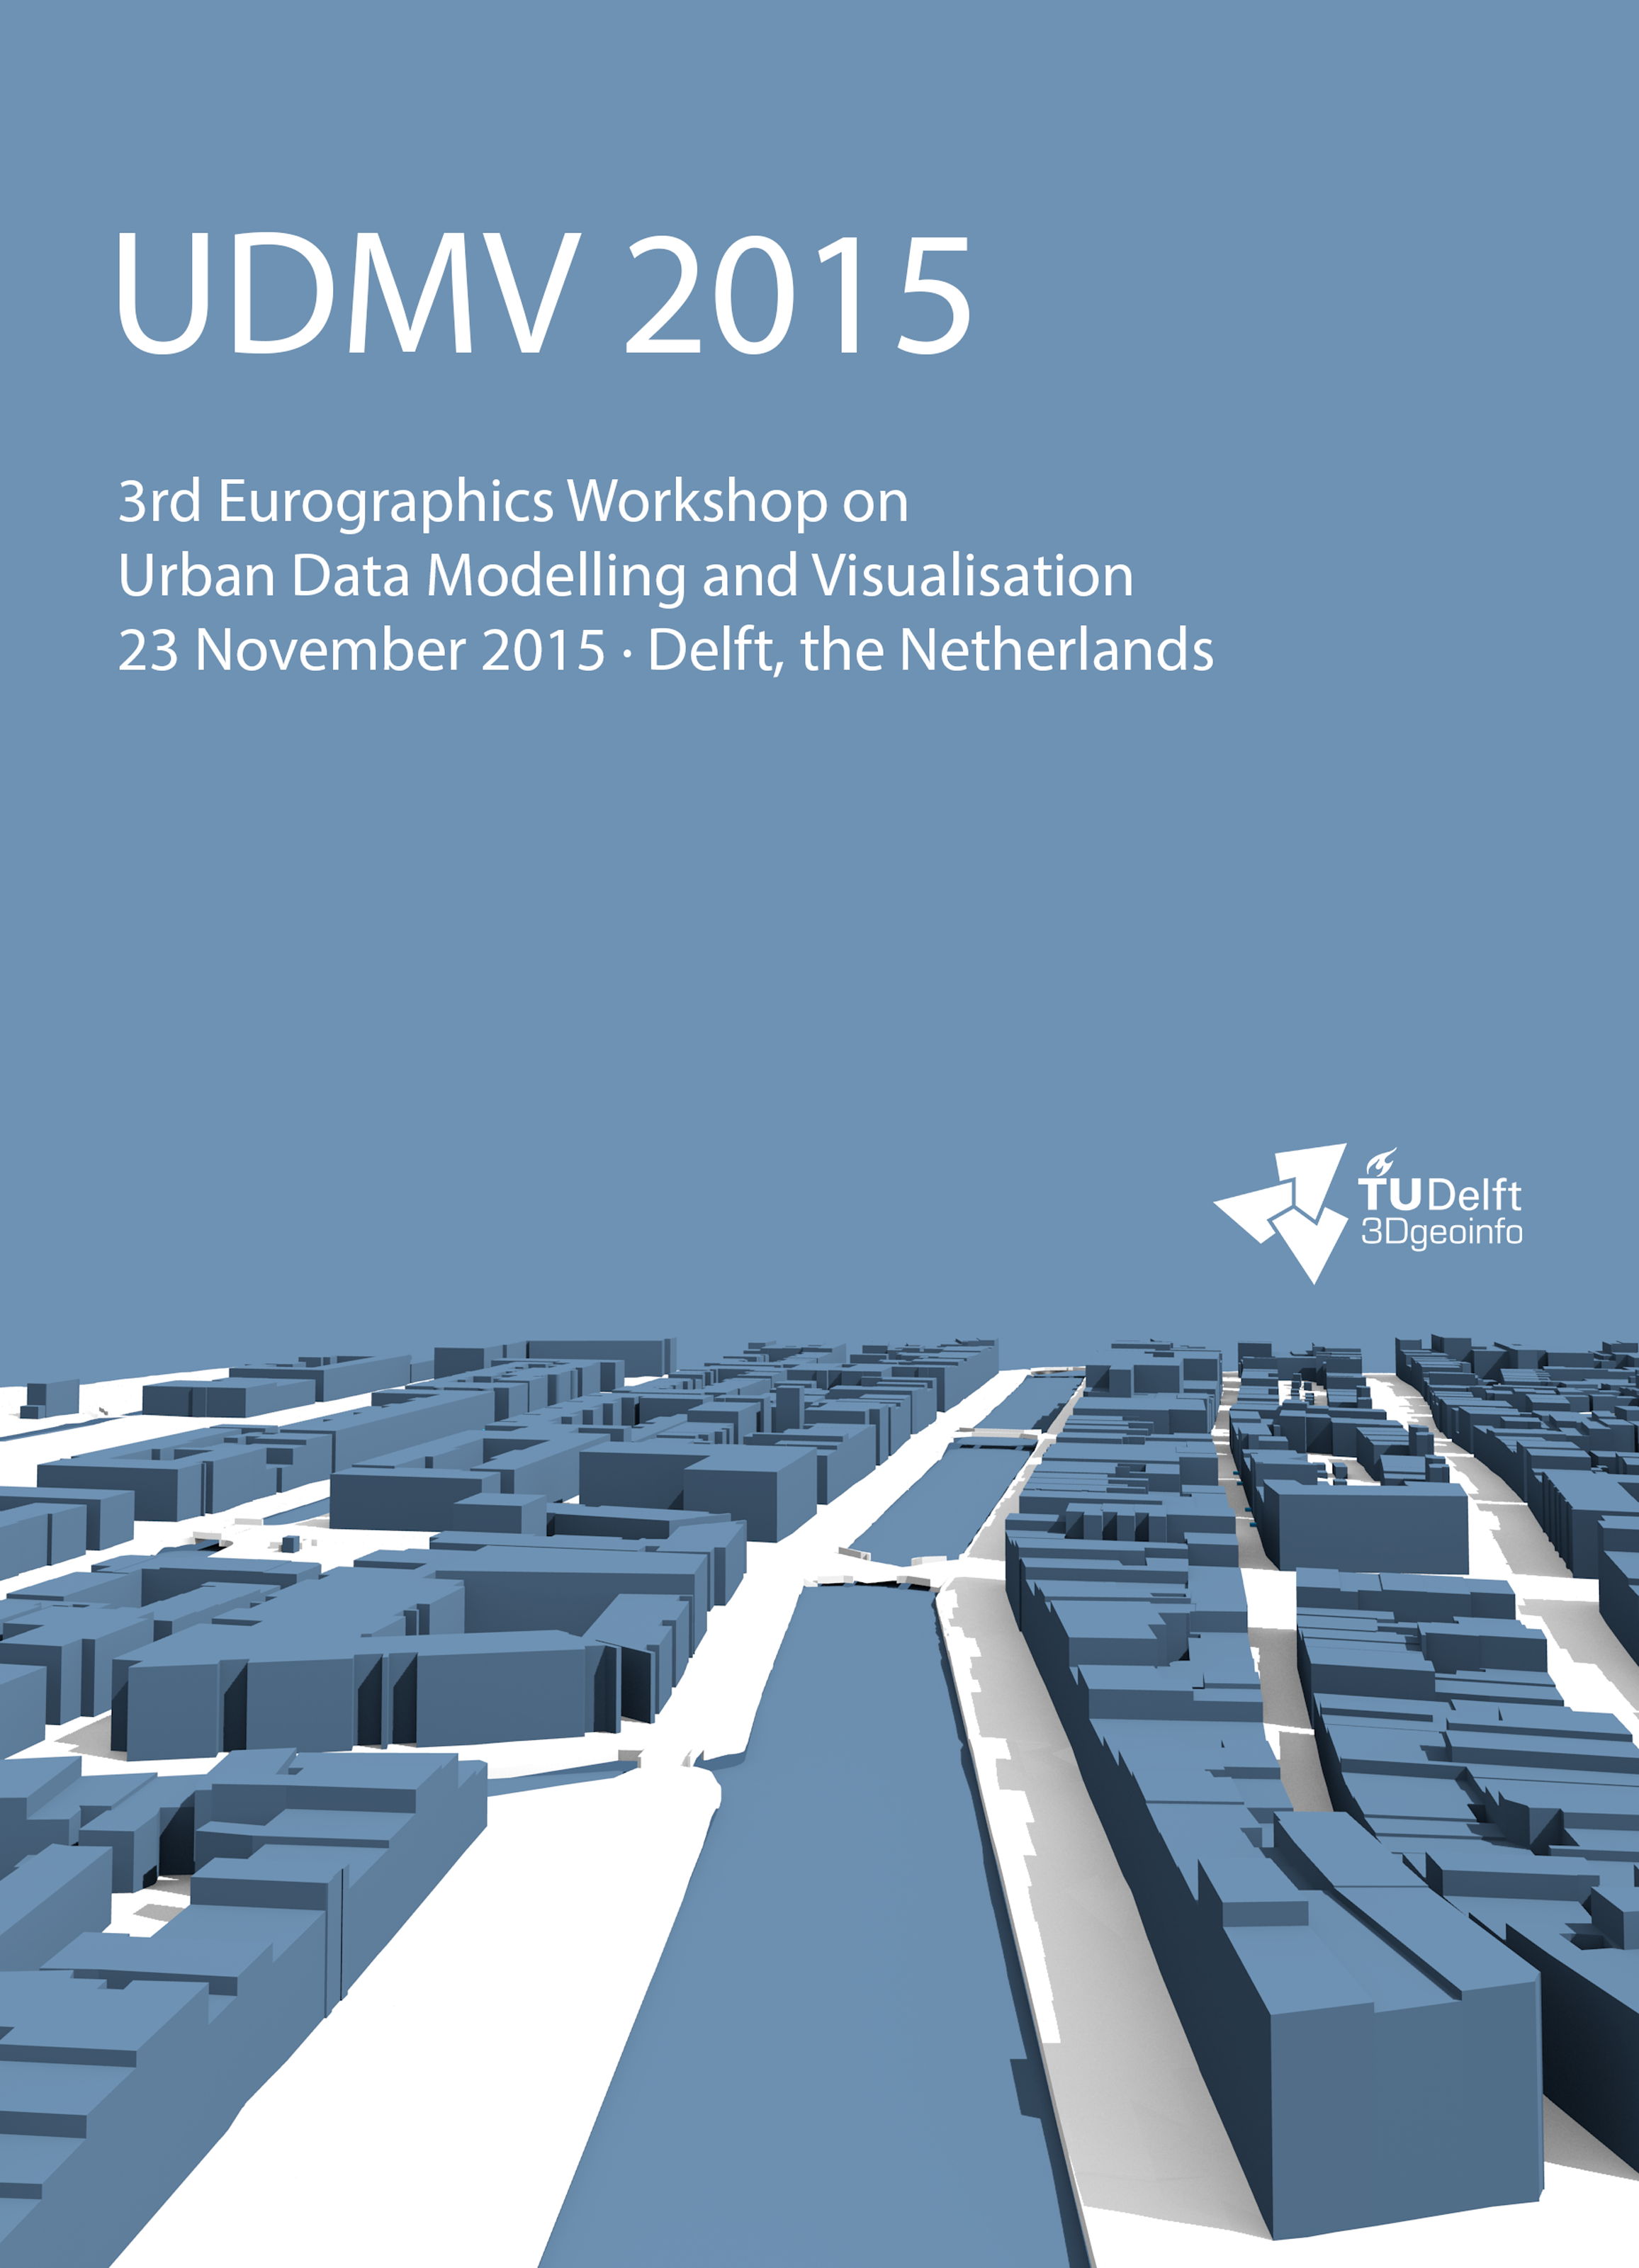 UDMV 2015
3rd Eurographics Workshop on
Urban Data Modelling and Visualisation
23 November 2015 · Delft, the Netherlands
TUDelft
3Dgeoinfo